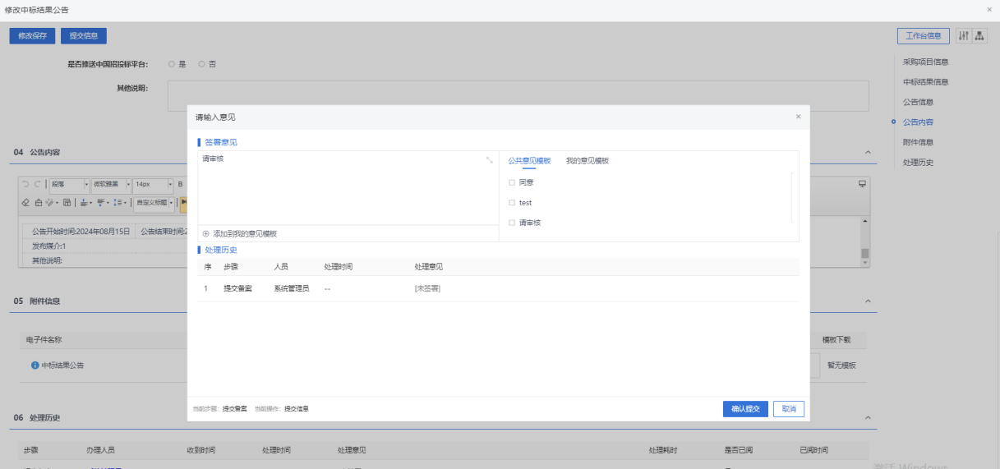 修改中标结果公告
修改保存 提交信息 工作台信息
是否推送中国招投标平台: 是 否
其他说明:
采购项目信息
中标结果信息
公告信息
公告内容
附件信息
处理历史
04 公告内容
段落 微软雅黑 14px B
自定义标题
公告开始时间:2024年08月15日 公告结束时间:2
发布媒介:1
其他说明:
05 附件信息
电子件名称 模板下载
中标结果公告 暂无模板
06 处理历史
步骤 办理人员 收到时间 处理时间 处理意见 处理耗时 是否已阅 已阅时间
请输入意见
签署意见
请审核
公共意见模板 我的意见模板
同意
test
请审核
添加到我的意见模板
处理历史
序 步骤 人员 处理时间 处理意见
1 提交备案 系统管理员 -- [未签署]
当前步骤: 提交备案 当前操作: 提交信息
确认提交 取消
激活 Windows